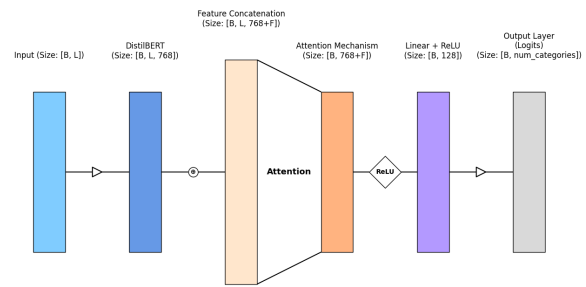 Feature Concatenation
(Size: [B, L, 768+F])
Input (Size: [B, L])
DistilBERT
(Size: [B, L, 768])
Attention Mechanism
(Size: [B, 768+F])
Linear + ReLU
(Size: [B, 128])
Output Layer
(Logits)
(Size: [B, num_categories])
⊕
Attention
ReLU